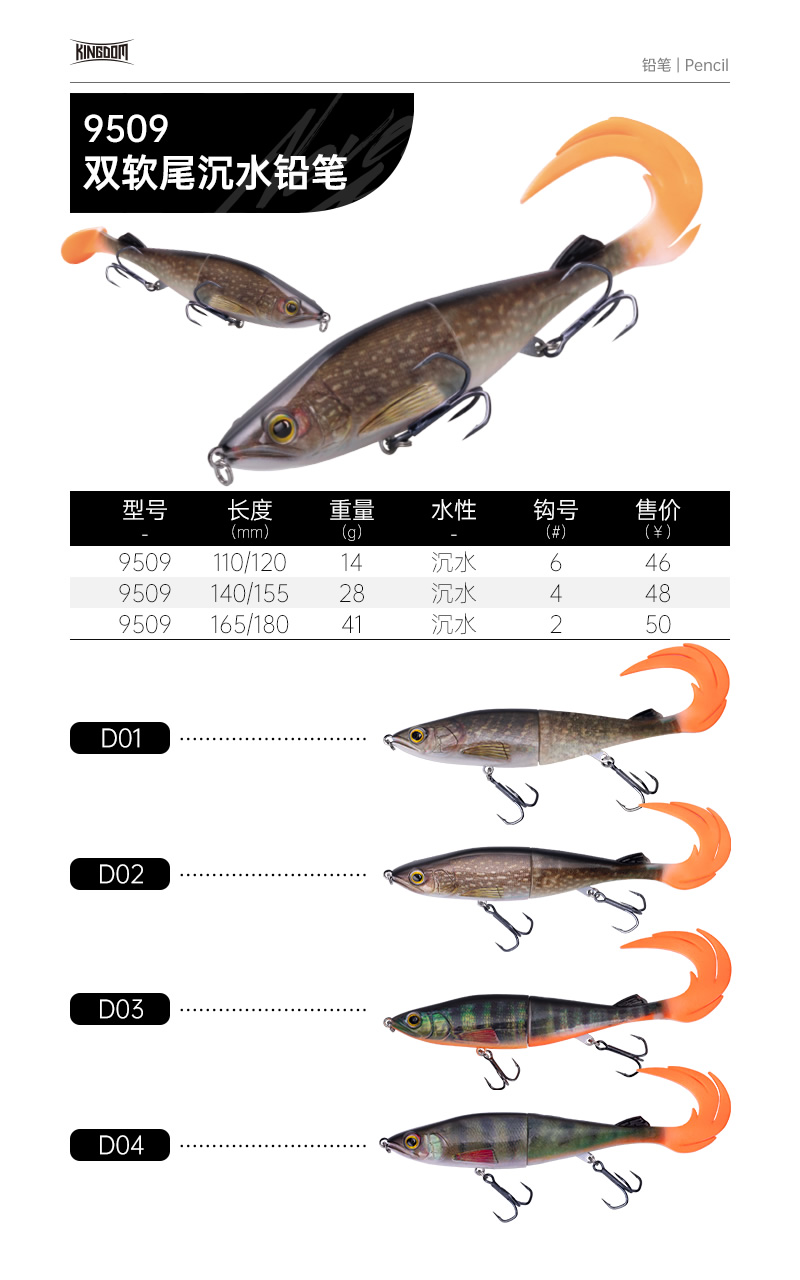 KINGDOM
铅笔 | Pencil
9509
双软尾沉水铅笔
型号 长度 重量 水性 钩号 售价
- (mm) (g) - (#) (¥)
9509 110/120 14 沉水 6 46
9509 140/155 28 沉水 4 48
9509 165/180 41 沉水 2 50
D01
D02
D03
D04